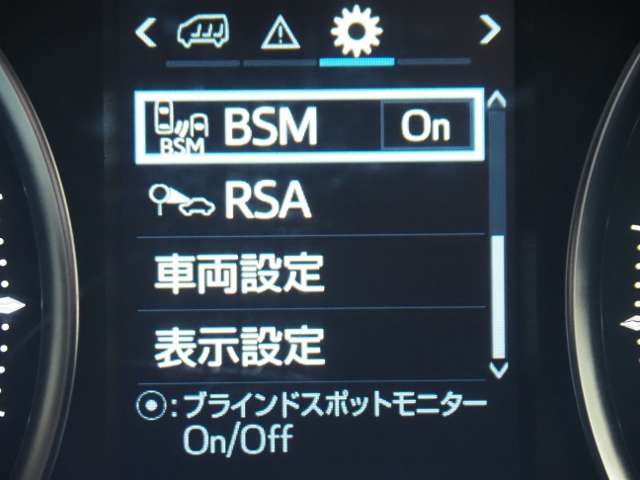 BSM
BSM On
RSA
車両設定
表示設定
⦿:ブラインドスポットモニター
On/Off